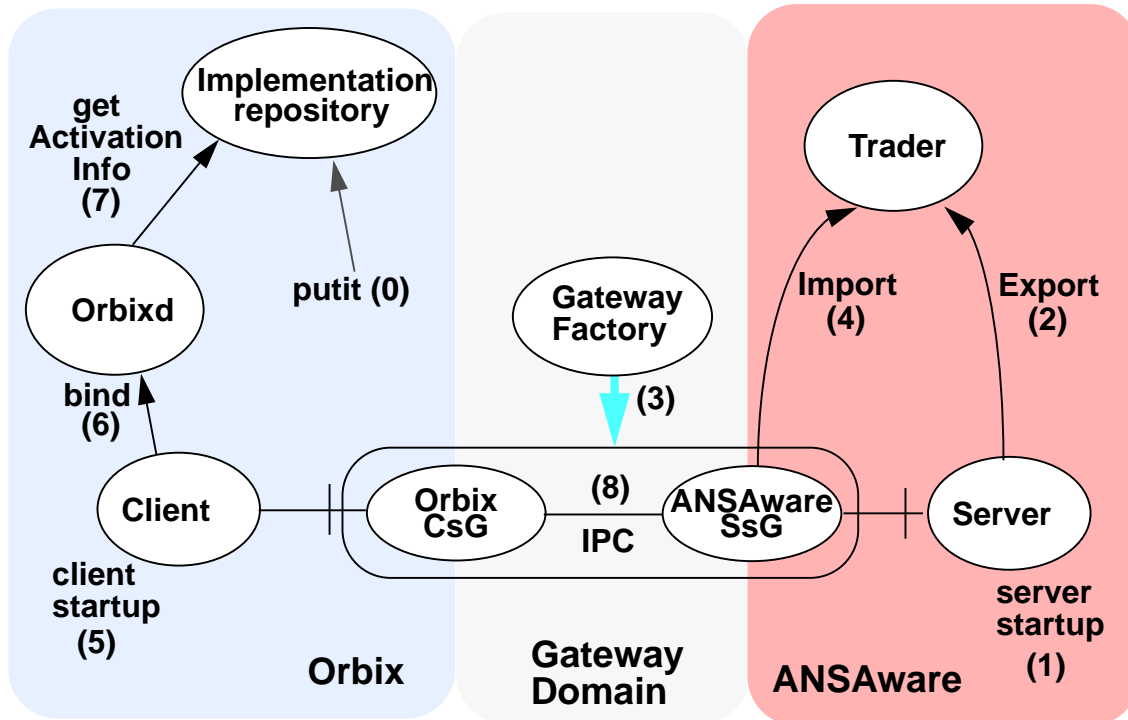 Implementation
repository
get
Activation
Info
(7)
Trader
Orbixd
putit (0)
Gateway
Factory
Import
(4)
Export
(2)
bind
(6)
(3)
Client
Orbix
CsG
(8)
IPC
ANSAware
SsG
Server
client
startup
(5)
server
startup
(1)
Orbix
Gateway
Domain
ANSAware